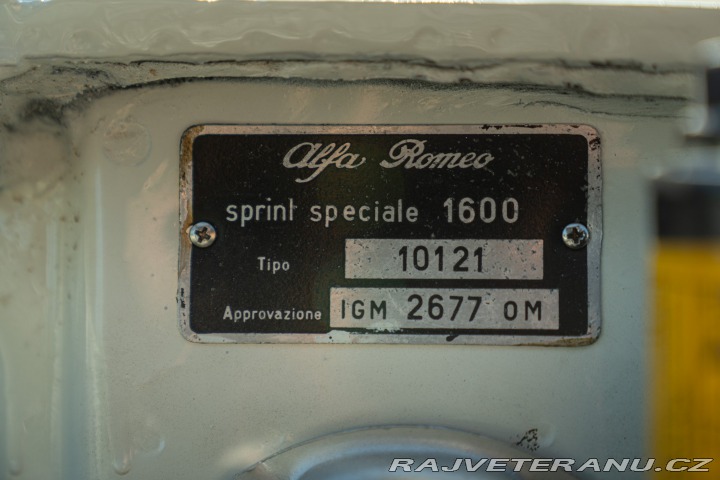 Alfa Romeo
sprint speciale 1600
Tipo 10121
Approvazione IGM 2677 OM
RAJVETERANU.CZ